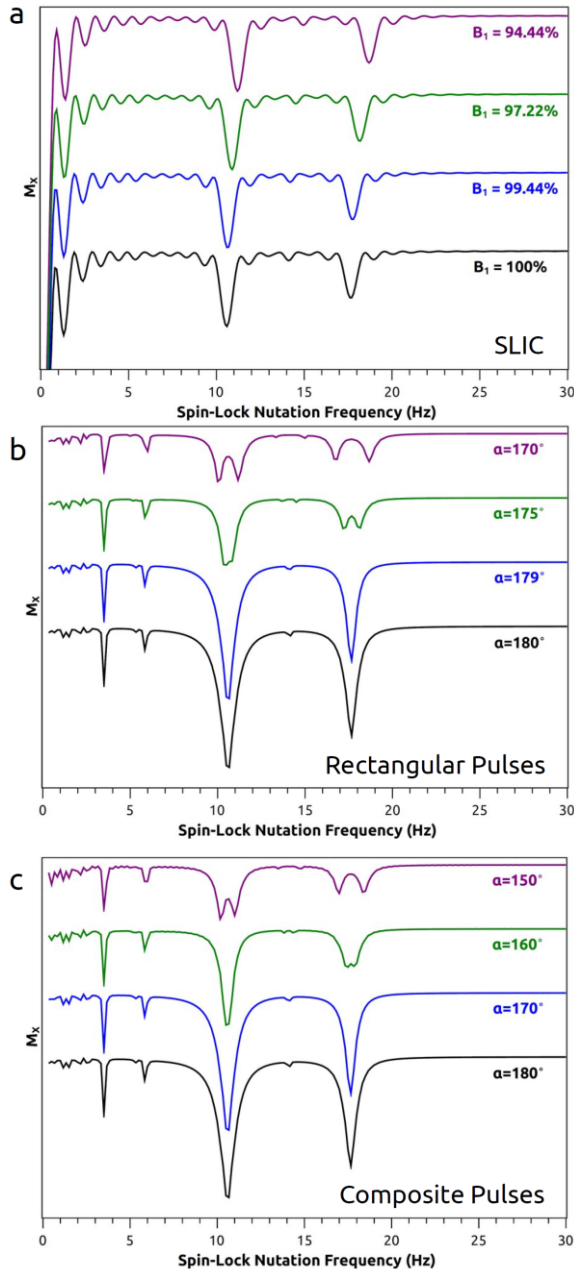 a
B₁ = 94.44%
B₁ = 97.22%
B₁ = 99.44%
B₁ = 100%
SLIC
Mₓ
0 5 10 15 20 25 30
Spin-Lock Nutation Frequency (Hz)
b
α=170°
α=175°
α=179°
α=180°
Rectangular Pulses
Mₓ
0 5 10 15 20 25 30
Spin-Lock Nutation Frequency (Hz)
c
α=150°
α=160°
α=170°
α=180°
Composite Pulses
Mₓ
0 5 10 15 20 25 30
Spin-Lock Nutation Frequency (Hz)